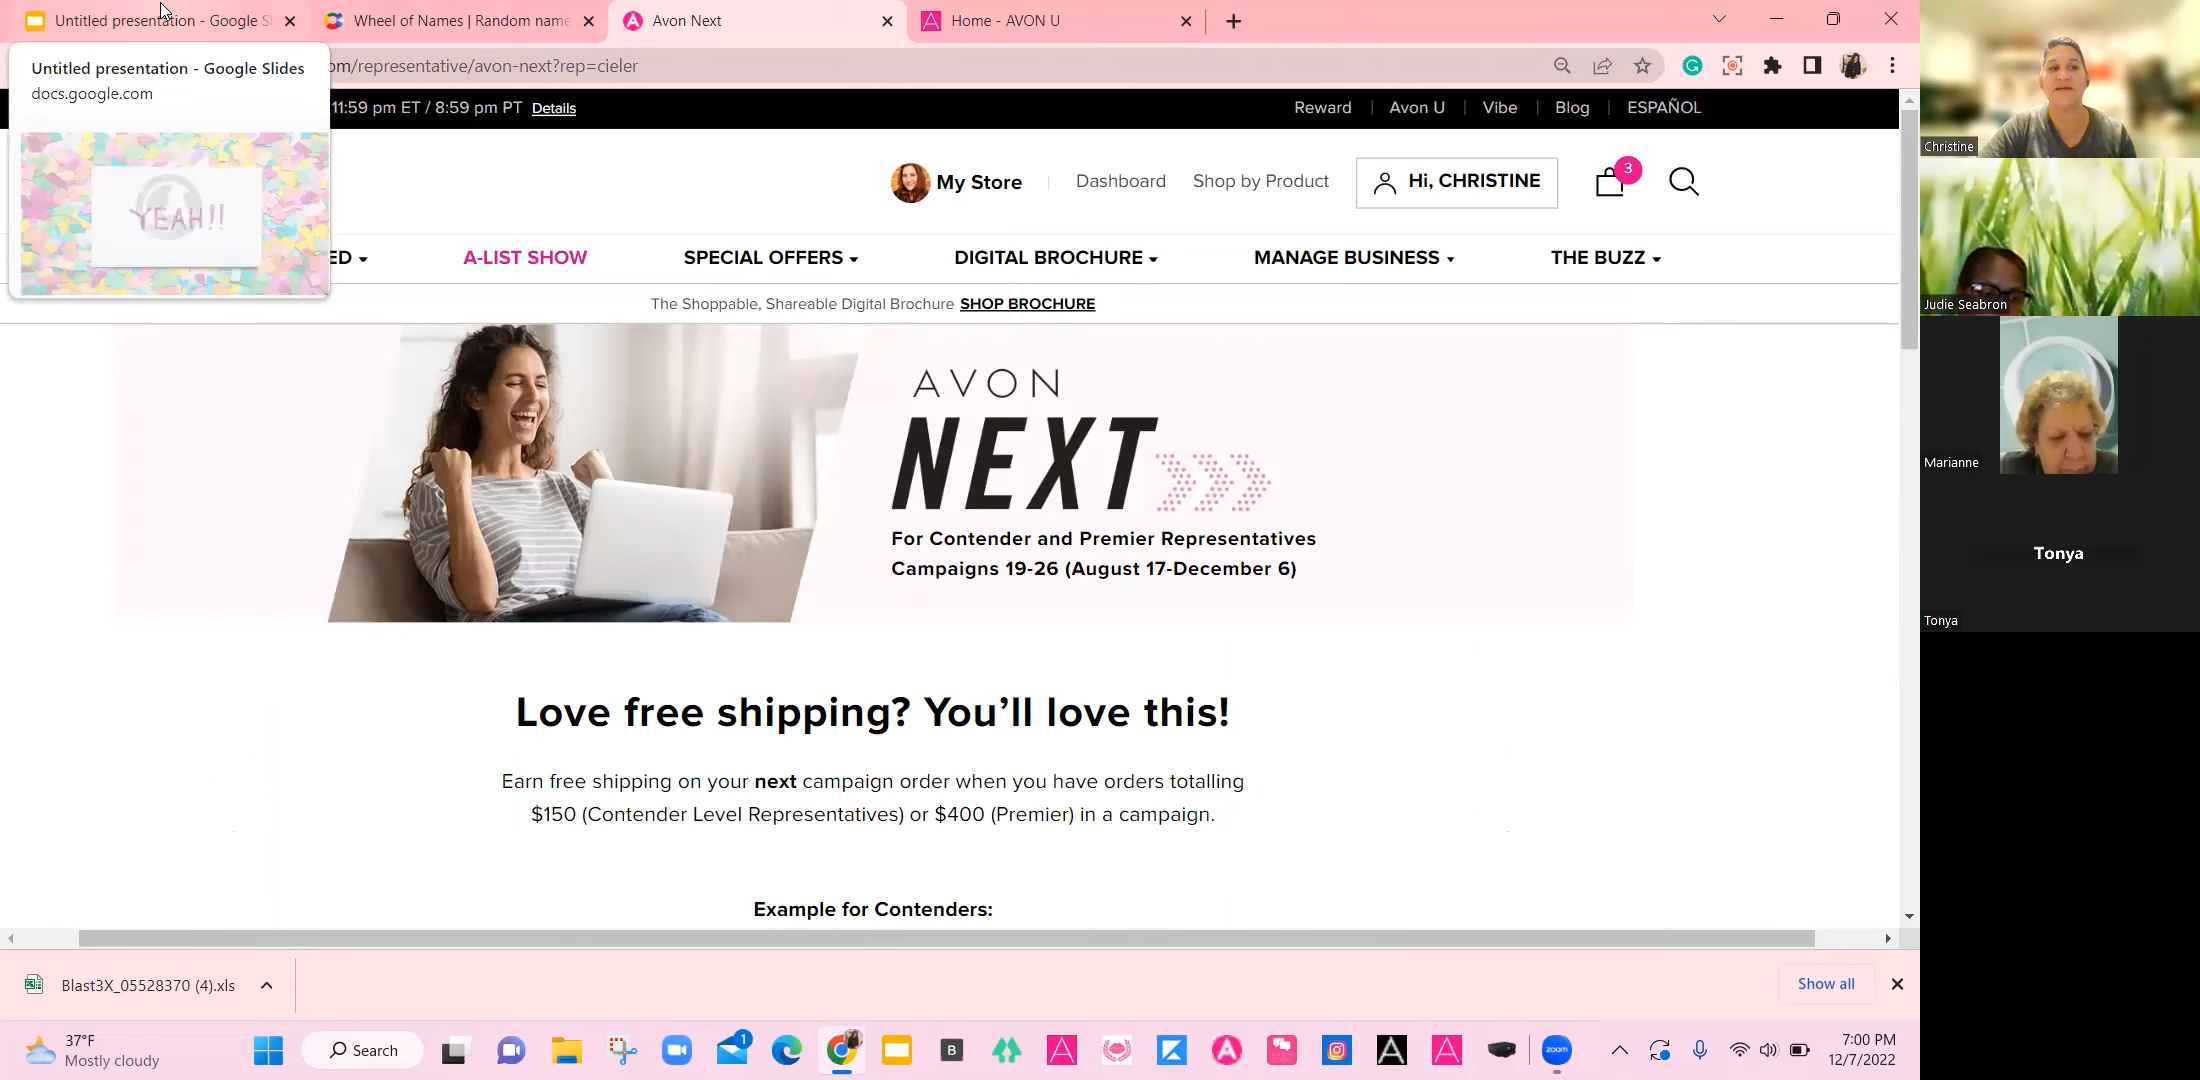 Untitled presentation - Google Sl
Wheel of Names | Random name
Avon Next
Home - AVON U
Untitled presentation - Google Slides
docs.google.com
YEAH!!
om/representative/avon-next?rep=cieler
11:59 pm ET / 8:59 pm PT Details
Reward
Avon U
Vibe
Blog
ESPAÑOL
My Store
Dashboard
Shop by Product
Hi, CHRISTINE
3
ED
A-LIST SHOW
SPECIAL OFFERS
DIGITAL BROCHURE
MANAGE BUSINESS
THE BUZZ
The Shoppable, Shareable Digital Brochure SHOP BROCHURE
AVON
NEXT
For Contender and Premier Representatives
Campaigns 19-26 (August 17-December 6)
Love free shipping? You’ll love this!
Earn free shipping on your next campaign order when you have orders totalling
$150 (Contender Level Representatives) or $400 (Premier) in a campaign.
Example for Contenders:
Christine
Judie Seabron
Marianne
Tonya
Tonya
Blast3X_05528370 (4).xls
Show all
37°F
Mostly cloudy
Search
1
B
zoom
7:00 PM
12/7/2022